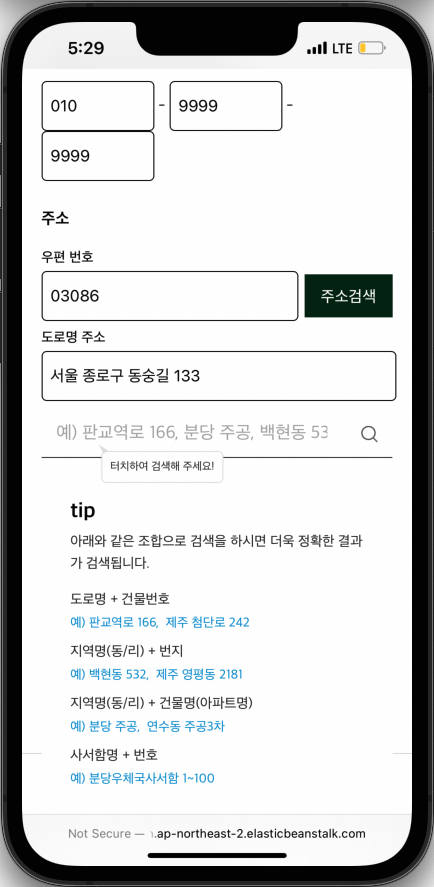 5:29 LTE
010 - 9999 -
9999
주소
우편 번호
03086 주소검색
도로명 주소
서울 종로구 동숭길 133
예) 판교역로 166, 분당 주공, 백현동 53
터치하여 검색해 주세요!
tip
아래와 같은 조합으로 검색을 하시면 더욱 정확한 결과
가 검색됩니다.
도로명 + 건물번호
예) 판교역로 166, 제주 첨단로 242
지역명(동/리) + 번지
예) 백현동 532, 제주 영평동 2181
지역명(동/리) + 건물명(아파트명)
예) 분당 주공, 연수동 주공3차
사서함명 + 번호
예) 분당우체국사서함 1~100
Not Secure — .ap-northeast-2.elasticbeanstalk.com